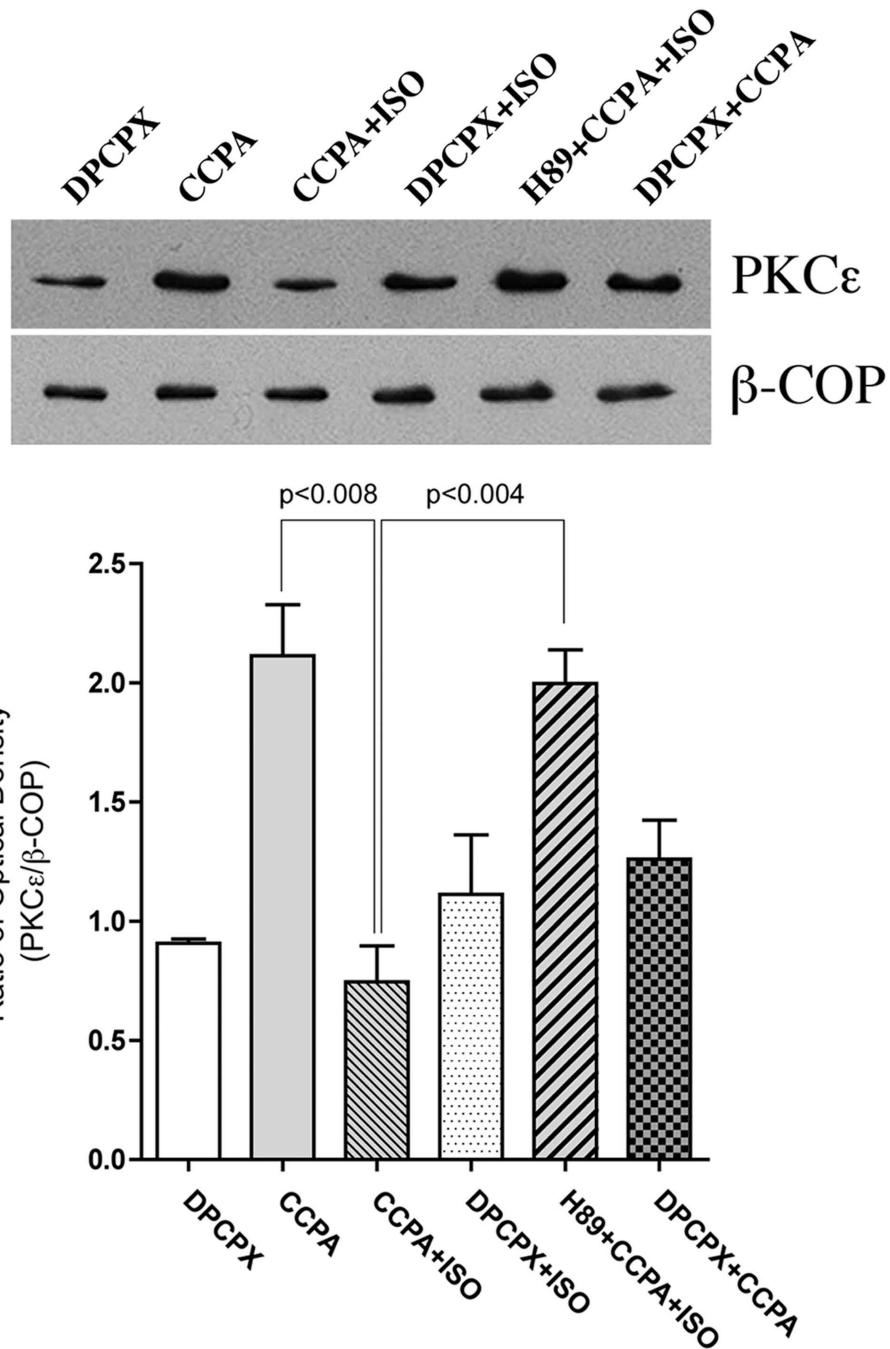 DPCPX
CCPA
CCPA+ISO
DPCPX+ISO
H89+CCPA+ISO
DPCPX+CCPA
PKCε
β-COP
p<0.008
p<0.004
2.5
2.0
1.5
1.0
0.5
0.0
(PKCε/β-COP)
DPCPX
CCPA
CCPA+ISO
DPCPX+ISO
H89+CCPA+ISO
DPCPX+CCPA